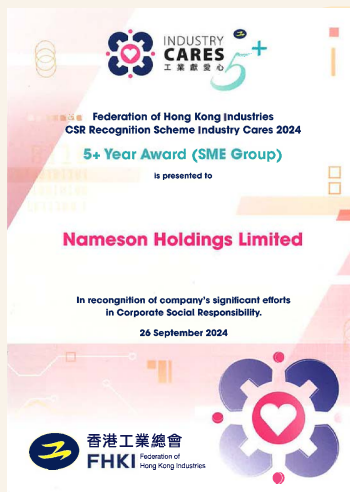 INDUSTRY
CARES
工業獻愛心
5+
Federation of Hong Kong Industries
CSR Recognition Scheme Industry Cares 2024
5+ Year Award (SME Group)
is presented to
Nameson Holdings Limited
In recongnition of company's significant efforts
in Corporate Social Responsibility.
26 September 2024
香港工業總會
FHKI
Federation of
Hong Kong Industries